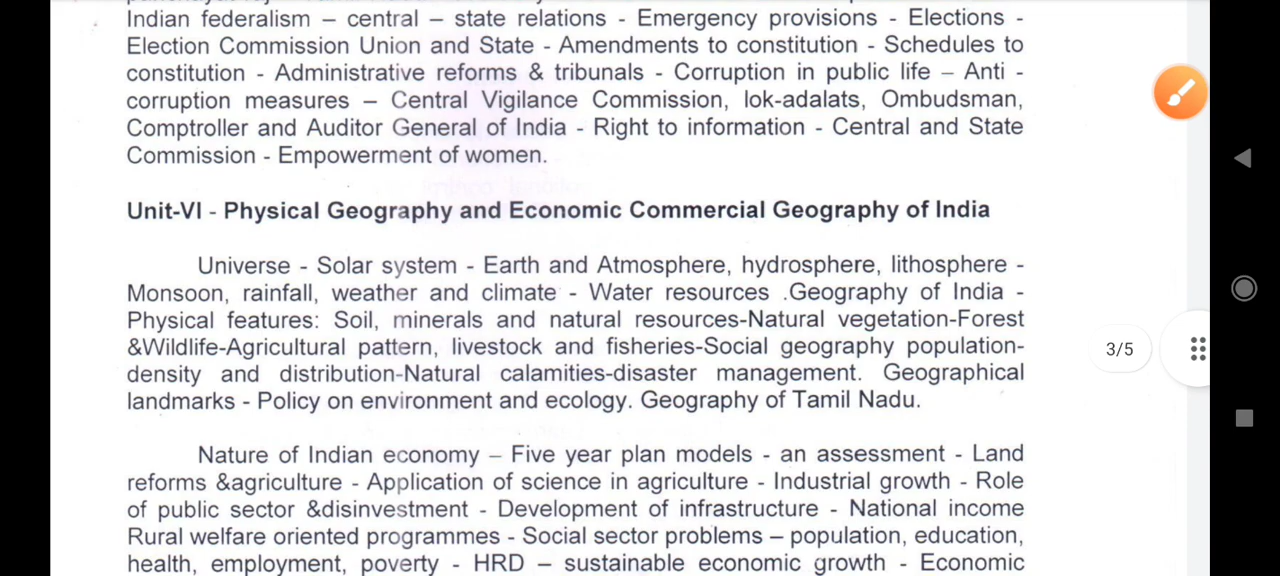 Indian federalism – central – state relations - Emergency provisions - Elections -
Election Commission Union and State - Amendments to constitution - Schedules to
constitution - Administrative reforms & tribunals - Corruption in public life – Anti -
corruption measures – Central Vigilance Commission, lok-adalats, Ombudsman,
Comptroller and Auditor General of India - Right to information - Central and State
Commission - Empowerment of women.
Unit-VI - Physical Geography and Economic Commercial Geography of India
Universe - Solar system - Earth and Atmosphere, hydrosphere, lithosphere -
Monsoon, rainfall, weather and climate - Water resources .Geography of India -
Physical features: Soil, minerals and natural resources-Natural vegetation-Forest
&Wildlife-Agricultural pattern, livestock and fisheries-Social geography population-
density and distribution-Natural calamities-disaster management. Geographical
landmarks - Policy on environment and ecology. Geography of Tamil Nadu.
Nature of Indian economy – Five year plan models - an assessment - Land
reforms &agriculture - Application of science in agriculture - Industrial growth - Role
of public sector &disinvestment - Development of infrastructure - National income
Rural welfare oriented programmes - Social sector problems – population, education,
health, employment, poverty - HRD – sustainable economic growth - Economic
3/5